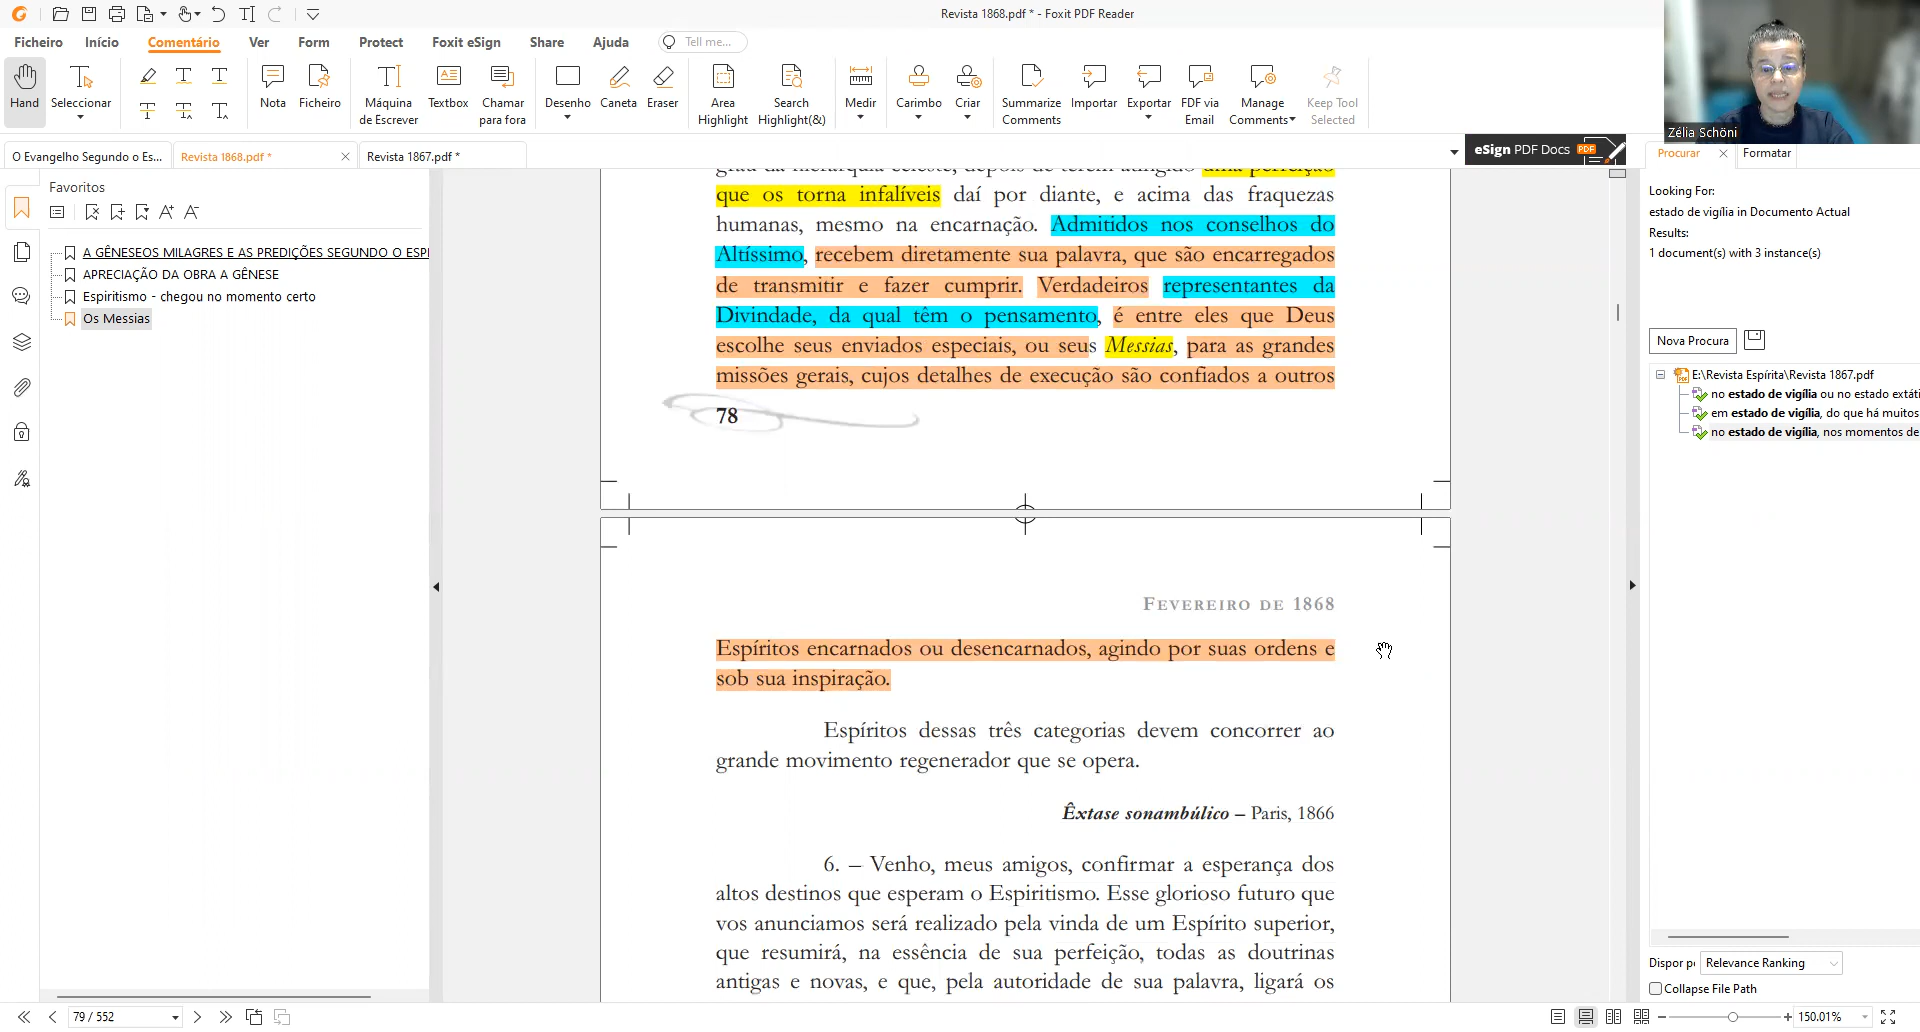 Revista 1868.pdf * - Foxit PDF Reader
Ficheiro Início Comentário Ver Form Protect Foxit eSign Share Ajuda Tell me...
Hand Seleccionar Nota Ficheiro Máquina de Escrever Textbox Chamar para fora Desenho Caneta Eraser Area Highlight Search Highlight(&) Medir Carimbo Criar Summarize Comments Importar Exportar FDF via Email Manage Comments Keep Tool Selected
Zélia Schöni
O Evangelho Segundo o Es... Revista 1868.pdf * Revista 1867.pdf *
eSign PDF Docs PDF
Procurar Formatar
Favoritos
A GÊNESEOS MILAGRES E AS PREDIÇÕES SEGUNDO O ESPI
APRECIAÇÃO DA OBRA A GÊNESE
Espiritismo - chegou no momento certo
Os Messias
grau da hierarquia celeste, depois de terem atingido uma perfeição
que os torna infalíveis daí por diante, e acima das fraquezas
humanas, mesmo na encarnação. Admitidos nos conselhos do
Altíssimo, recebem diretamente sua palavra, que são encarregados
de transmitir e fazer cumprir. Verdadeiros representantes da
Divindade, da qual têm o pensamento, é entre eles que Deus
escolhe seus enviados especiais, ou seus Messias, para as grandes
missões gerais, cujos detalhes de execução são confiados a outros
78
FEVEREIRO DE 1868
Espíritos encarnados ou desencarnados, agindo por suas ordens e
sob sua inspiração.
Espíritos dessas três categorias devem concorrer ao
grande movimento regenerador que se opera.
Êxtase sonambúlico – Paris, 1866
6. – Venho, meus amigos, confirmar a esperança dos
altos destinos que esperam o Espiritismo. Esse glorioso futuro que
vos anunciamos será realizado pela vinda de um Espírito superior,
que resumirá, na essência de sua perfeição, todas as doutrinas
antigas e novas, e que, pela autoridade de sua palavra, ligará os
Looking For:
estado de vigília in Documento Actual
Results:
1 document(s) with 3 instance(s)
Nova Procura
E:\Revista Espírita\Revista 1867.pdf
no estado de vigília ou no estado extáti
em estado de vigília, do que há muitos
no estado de vigília, nos momentos de
Dispor p Relevance Ranking
Collapse File Path
79 / 552
150.01%